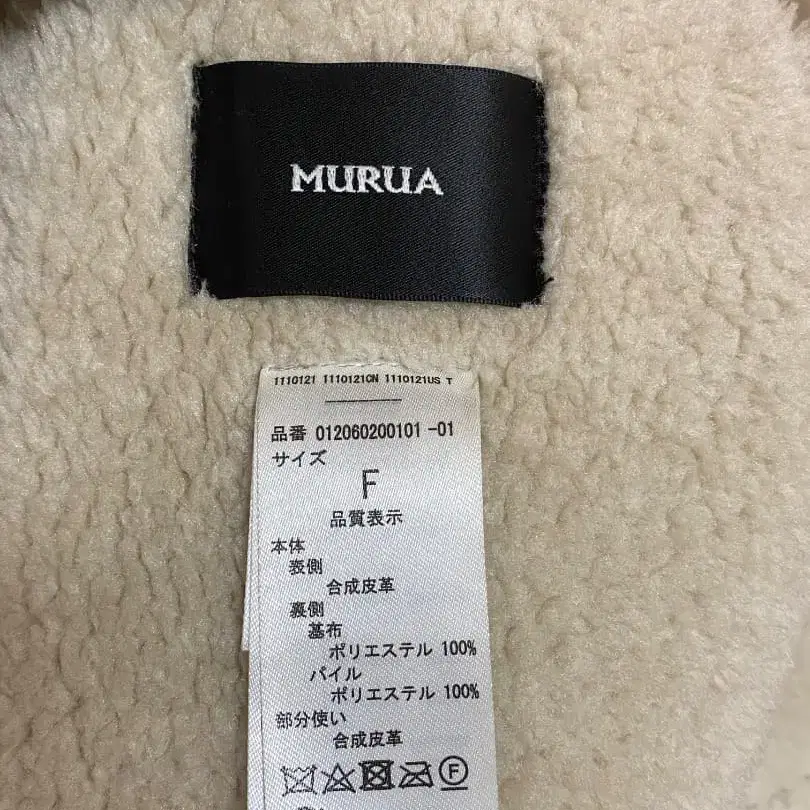 MURUA
1110121 1110121CN 1110121US T
品番 012060200101-01
サイズ
F
品質表示
本体
表側
合成皮革
裏側
基布
ポリエステル 100%
パイル
ポリエステル 100%
部分使い
合成皮革
F